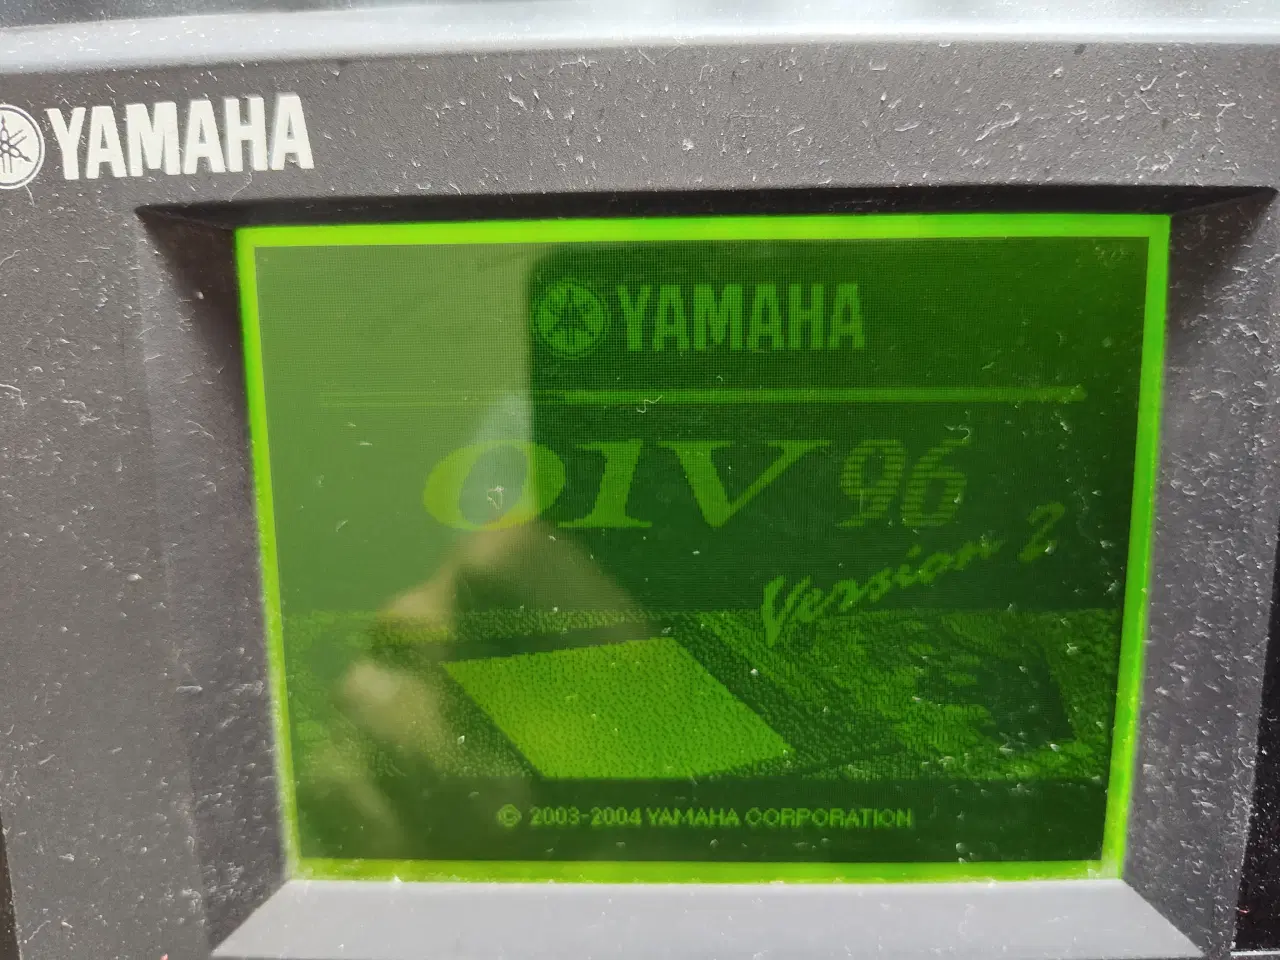 YAMAHA
YAMAHA
01V 96
Version 2
© 2003-2004 YAMAHA CORPORATION